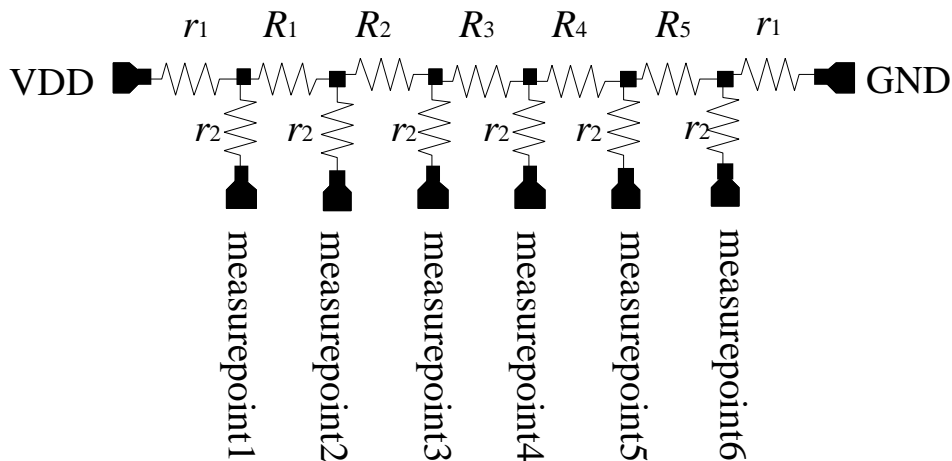 r1 R1 R2 R3 R4 R5 r1
VDD GND
r2 r2 r2 r2 r2 r2
measurepoint1
measurepoint2
measurepoint3
measurepoint4
measurepoint5
measurepoint6